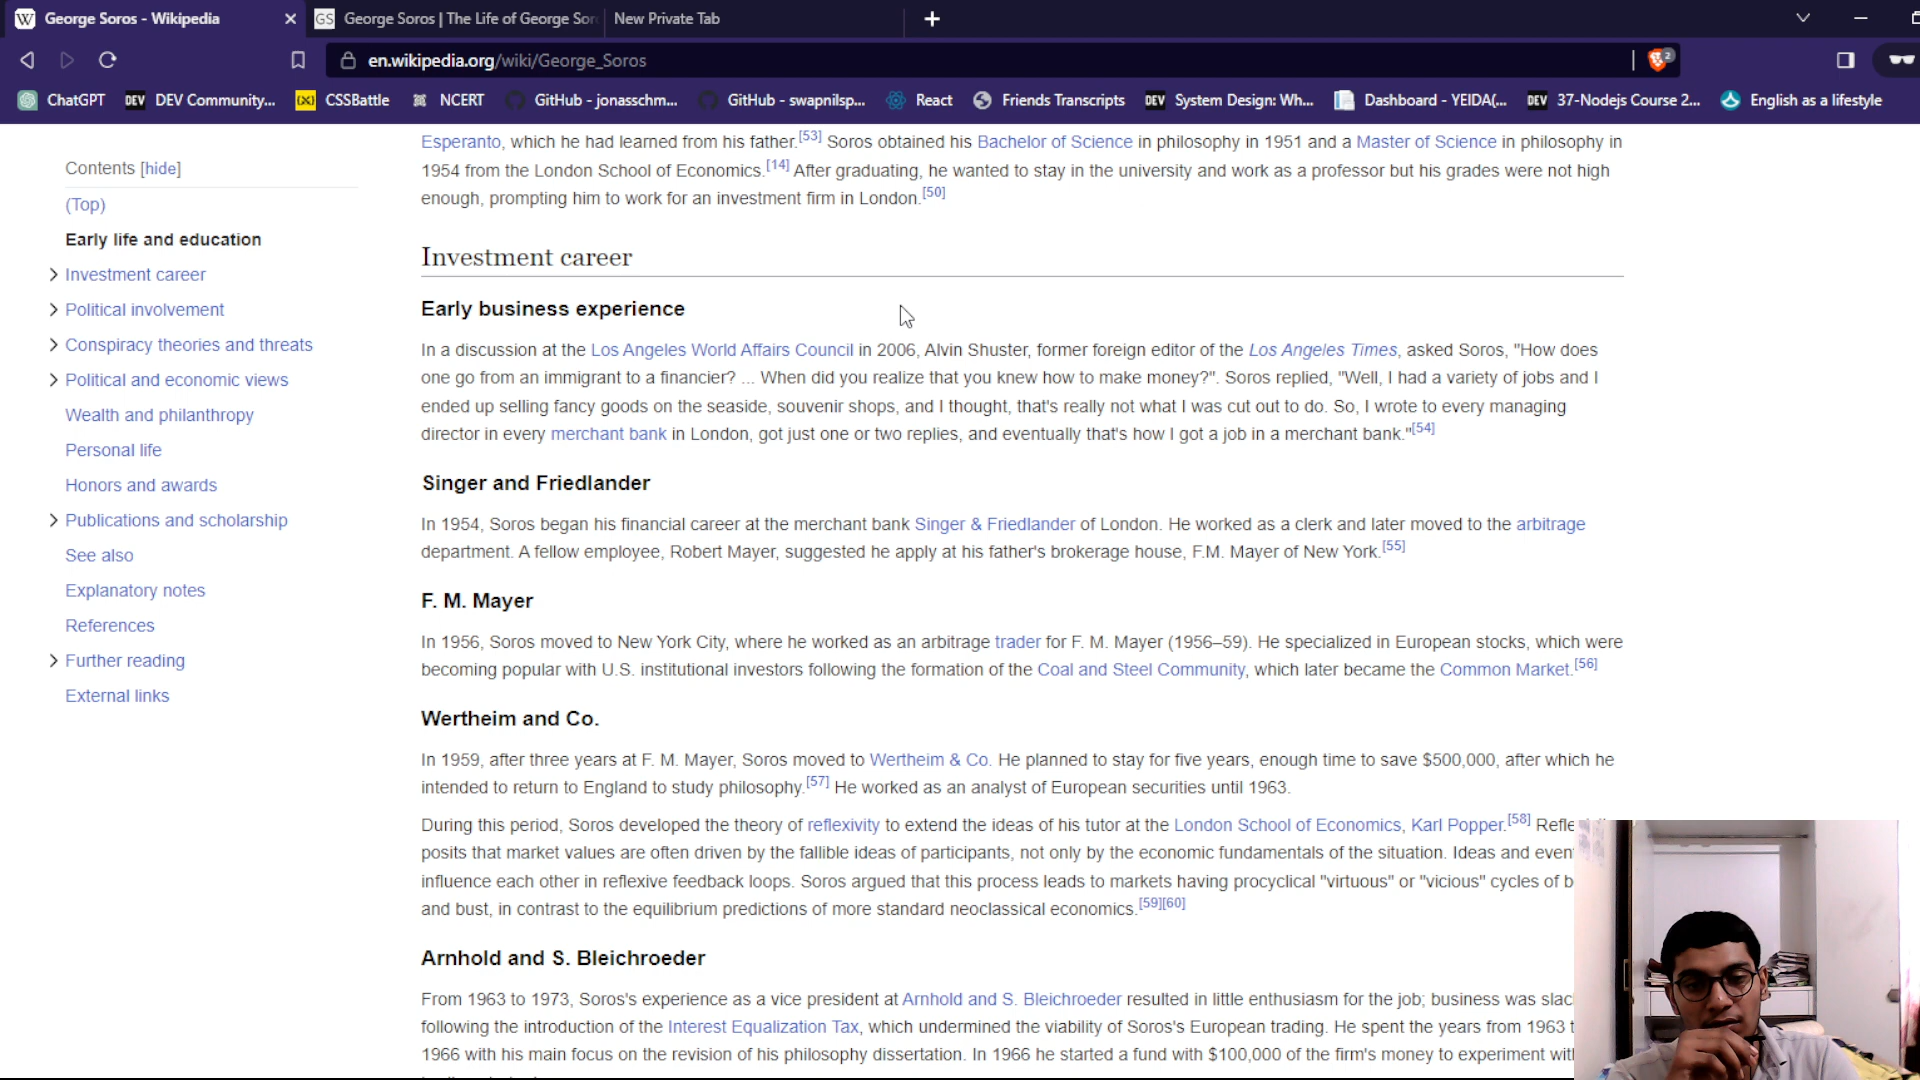 George Soros - Wikipedia
GS George Soros | The Life of George Sor
New Private Tab
en.wikipedia.org/wiki/George_Soros
2
ChatGPT
DEV DEV Community...
CSSBattle
NCERT
GitHub - jonasschm...
GitHub - swapnilsp...
React
Friends Transcripts
DEV System Design: Wh...
Dashboard - YEIDA(...
DEV 37-Nodejs Course 2...
English as a lifestyle
Contents [hide]
(Top)
Early life and education
Investment career
Political involvement
Conspiracy theories and threats
Political and economic views
Wealth and philanthropy
Personal life
Honors and awards
Publications and scholarship
See also
Explanatory notes
References
Further reading
External links
Esperanto, which he had learned from his father.[53] Soros obtained his Bachelor of Science in philosophy in 1951 and a Master of Science in philosophy in
1954 from the London School of Economics.[14] After graduating, he wanted to stay in the university and work as a professor but his grades were not high
enough, prompting him to work for an investment firm in London.[50]
Investment career
Early business experience
In a discussion at the Los Angeles World Affairs Council in 2006, Alvin Shuster, former foreign editor of the Los Angeles Times, asked Soros, "How does
one go from an immigrant to a financier? ... When did you realize that you knew how to make money?". Soros replied, "Well, I had a variety of jobs and I
ended up selling fancy goods on the seaside, souvenir shops, and I thought, that's really not what I was cut out to do. So, I wrote to every managing
director in every merchant bank in London, got just one or two replies, and eventually that's how I got a job in a merchant bank."[54]
Singer and Friedlander
In 1954, Soros began his financial career at the merchant bank Singer & Friedlander of London. He worked as a clerk and later moved to the arbitrage
department. A fellow employee, Robert Mayer, suggested he apply at his father's brokerage house, F.M. Mayer of New York.[55]
F. M. Mayer
In 1956, Soros moved to New York City, where he worked as an arbitrage trader for F. M. Mayer (1956–59). He specialized in European stocks, which were
becoming popular with U.S. institutional investors following the formation of the Coal and Steel Community, which later became the Common Market.[56]
Wertheim and Co.
In 1959, after three years at F. M. Mayer, Soros moved to Wertheim & Co. He planned to stay for five years, enough time to save $500,000, after which he
intended to return to England to study philosophy.[57] He worked as an analyst of European securities until 1963.
During this period, Soros developed the theory of reflexivity to extend the ideas of his tutor at the London School of Economics, Karl Popper.[58] Refle
posits that market values are often driven by the fallible ideas of participants, not only by the economic fundamentals of the situation. Ideas and even
influence each other in reflexive feedback loops. Soros argued that this process leads to markets having procyclical "virtuous" or "vicious" cycles of b
and bust, in contrast to the equilibrium predictions of more standard neoclassical economics.[59][60]
Arnhold and S. Bleichroeder
From 1963 to 1973, Soros's experience as a vice president at Arnhold and S. Bleichroeder resulted in little enthusiasm for the job; business was slac
following the introduction of the Interest Equalization Tax, which undermined the viability of Soros's European trading. He spent the years from 1963 t
1966 with his main focus on the revision of his philosophy dissertation. In 1966 he started a fund with $100,000 of the firm's money to experiment wit